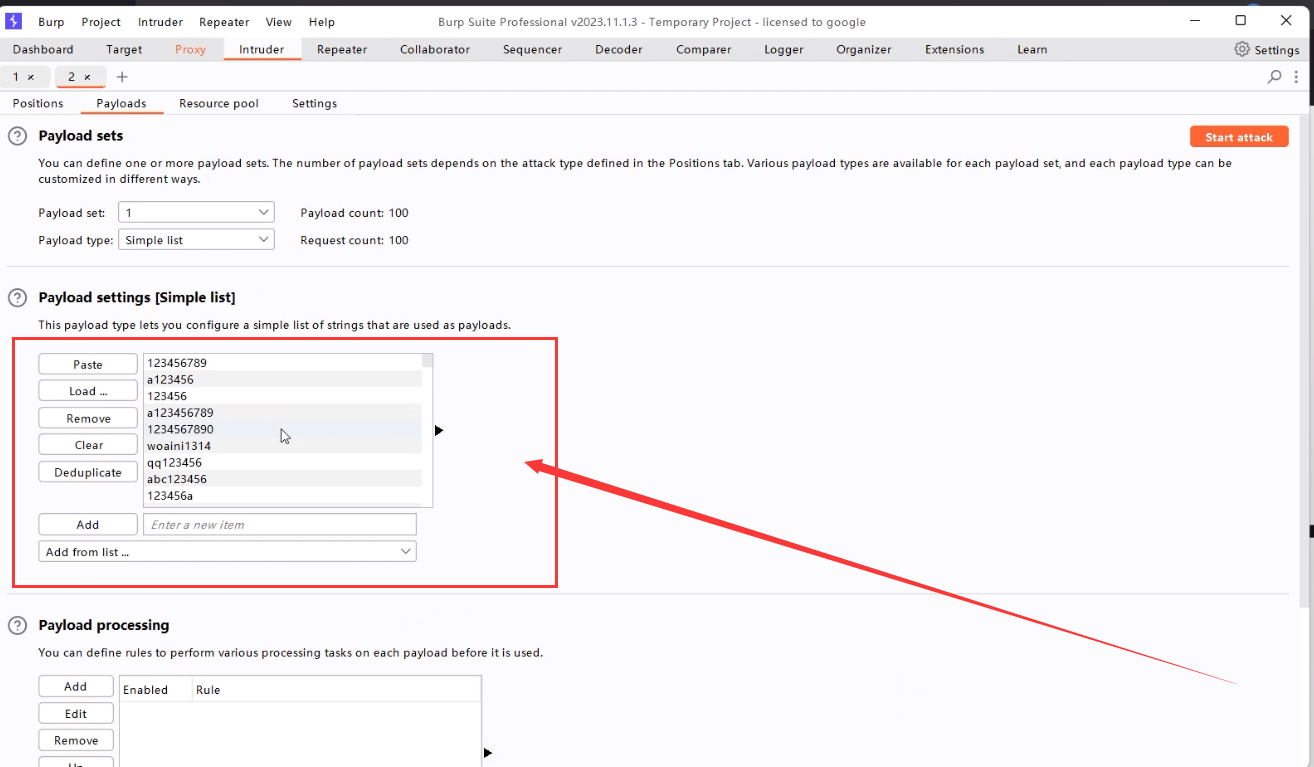 Burp Project Intruder Repeater View Help Burp Suite Professional v2023.11.1.3 - Temporary Project - licensed to google
Dashboard Target Proxy Intruder Repeater Collaborator Sequencer Decoder Comparer Logger Organizer Extensions Learn Settings
1 × 2 × +
Positions Payloads Resource pool Settings
? Payload sets Start attack
You can define one or more payload sets. The number of payload sets depends on the attack type defined in the Positions tab. Various payload types are available for each payload set, and each payload type can be
customized in different ways.
Payload set: 1 Payload count: 100
Payload type: Simple list Request count: 100
? Payload settings [Simple list]
This payload type lets you configure a simple list of strings that are used as payloads.
Paste 123456789
a123456
Load ... 123456
Remove a123456789
1234567890
Clear woaini1314
qq123456
Deduplicate abc123456
123456a
Add Enter a new item
Add from list ...
? Payload processing
You can define rules to perform various processing tasks on each payload before it is used.
Add Enabled Rule
Edit
Remove